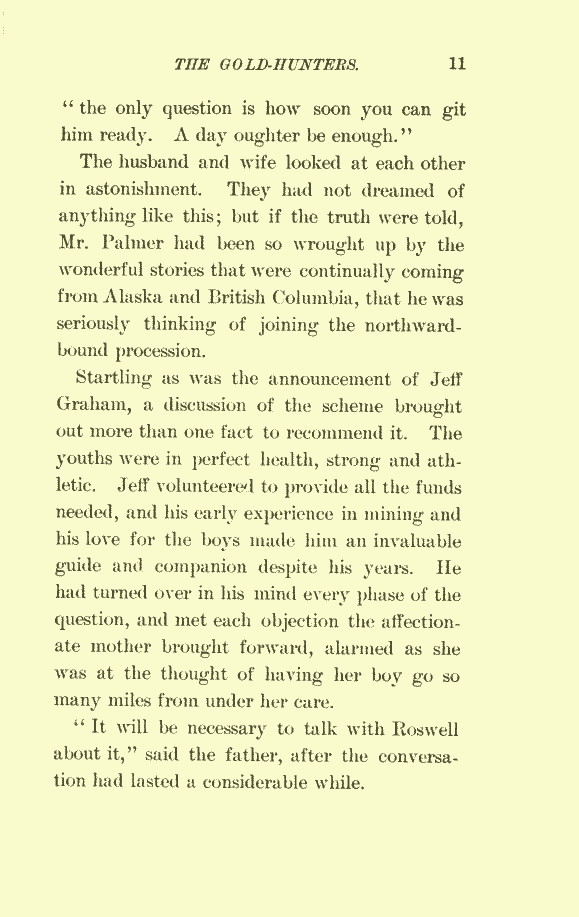 THE GOLD-HUNTERS. 11
“ the only question is how soon you can git
him ready. A day oughter be enough.”
The husband and wife looked at each other
in astonishment. They had not dreamed of
anything like this; but if the truth were told,
Mr. Palmer had been so wrought up by the
wonderful stories that were continually coming
from Alaska and British Columbia, that he was
seriously thinking of joining the northward-
bound procession.
Startling as was the announcement of Jeff
Graham, a discussion of the scheme brought
out more than one fact to recommend it. The
youths were in perfect health, strong and ath-
letic. Jeff volunteered to provide all the funds
needed, and his early experience in mining and
his love for the boys made him an invaluable
guide and companion despite his years. He
had turned over in his mind every phase of the
question, and met each objection the affection-
ate mother brought forward, alarmed as she
was at the thought of having her boy go so
many miles from under her care.
“ It will be necessary to talk with Roswell
about it,” said the father, after the conversa-
tion had lasted a considerable while.